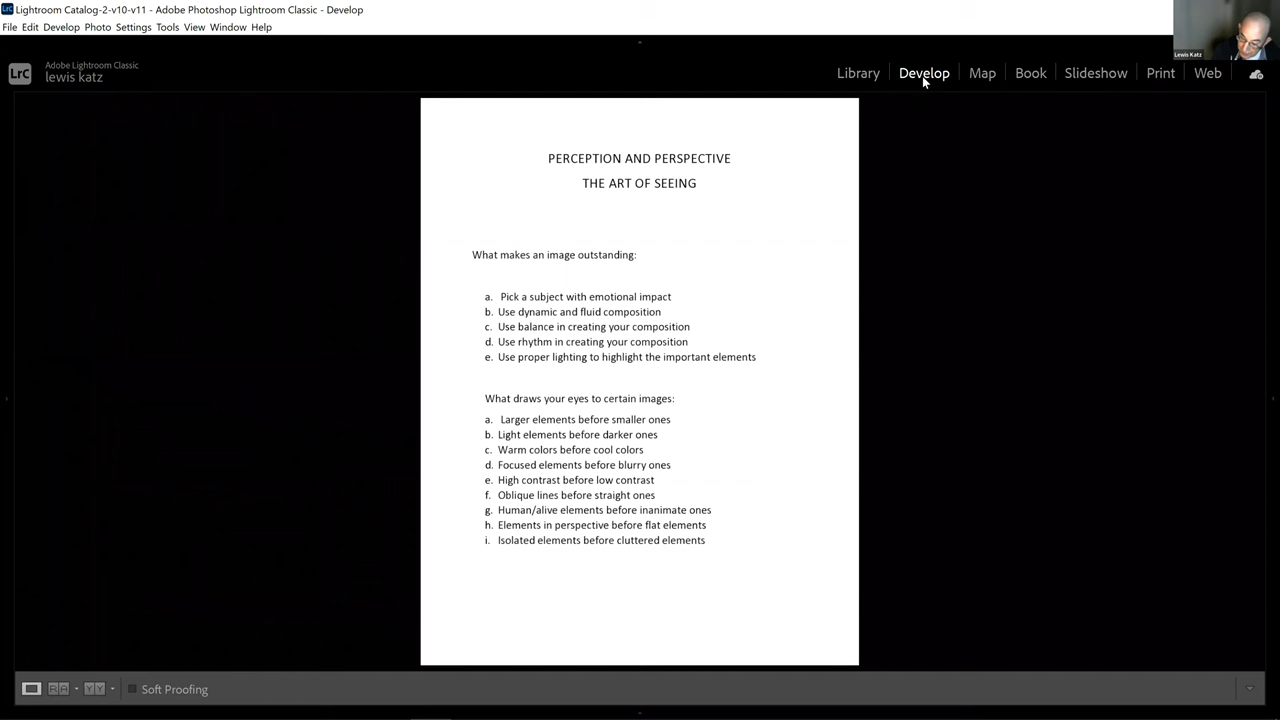 Lightroom Catalog-2-v10-v11 - Adobe Photoshop Lightroom Classic - Develop
File Edit Develop Photo Settings Tools View Window Help
Lewis Katz
LrC
Adobe Lightroom Classic
lewis katz
Library Develop Map Book Slideshow Print Web
PERCEPTION AND PERSPECTIVE
THE ART OF SEEING
What makes an image outstanding:
a. Pick a subject with emotional impact
b. Use dynamic and fluid composition
c. Use balance in creating your composition
d. Use rhythm in creating your composition
e. Use proper lighting to highlight the important elements
What draws your eyes to certain images:
a. Larger elements before smaller ones
b. Light elements before darker ones
c. Warm colors before cool colors
d. Focused elements before blurry ones
e. High contrast before low contrast
f. Oblique lines before straight ones
g. Human/alive elements before inanimate ones
h. Elements in perspective before flat elements
i. Isolated elements before cluttered elements
Soft Proofing